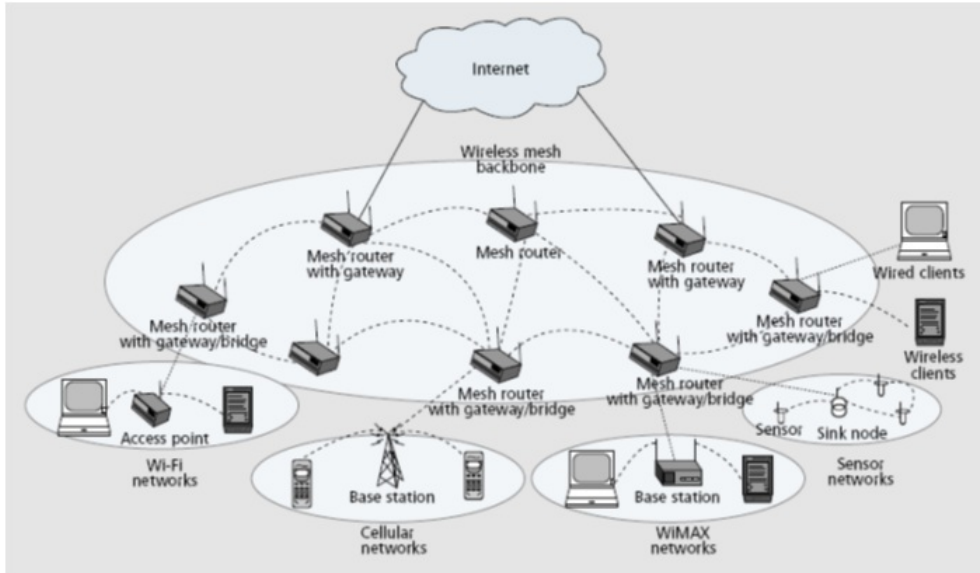 Internet
Wireless mesh
backbone
Mesh router
with gateway
Mesh router
Mesh router
with gateway
Wired clients
Mesh router
with gateway/bridge
Mesh router
with gateway/bridge
Wireless
clients
Mesh router
with gateway/bridge
Mesh router
with gateway/bridge
Access point
Wi-Fi
networks
Base station
Cellular
networks
Base station
WiMAX
networks
Sensor
Sink node
Sensor
networks